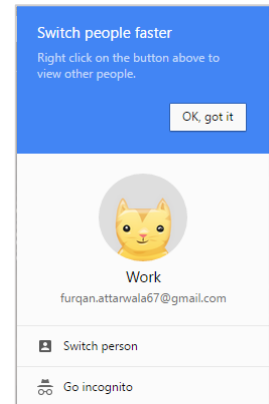 Switch people faster
Right click on the button above to
view other people.
OK, got it
Work
furqan.attarwala67@gmail.com
Switch person
Go incognito